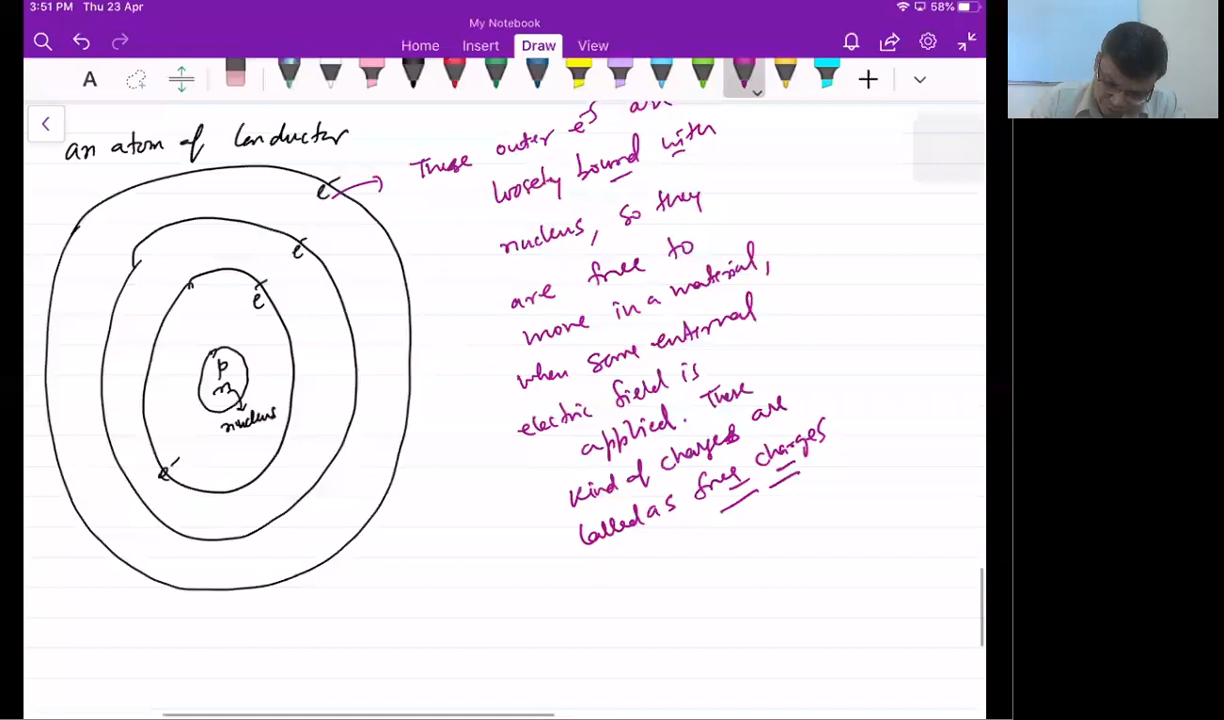 3:51 PM Thu 23 Apr
58%
My Notebook
Home Insert Draw View
A
an atom of Conductor
e⁻
e⁻
e⁻
p
n
nucleus
e⁻
These outer e⁻s are
loosely bound with
nucleus, so they
are free to
move in a material,
when some external
electric field is
applied. These
kind of charges are
called as free charges